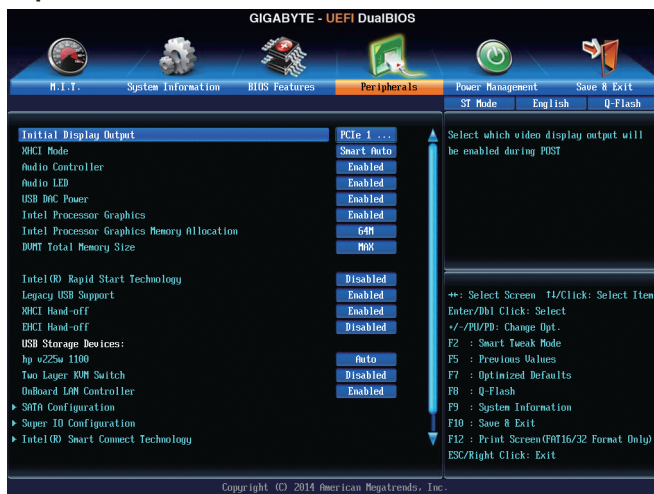 GIGABYTE - UEFI DualBIOS
M.I.T. System Information BIOS Features Peripherals Power Management Save & Exit
ST Mode English Q-Flash
Initial Display Output PCIe 1 ...
XHCI Mode Smart Auto
Audio Controller Enabled
Audio LED Enabled
USB DAC Power Enabled
Intel Processor Graphics Enabled
Intel Processor Graphics Memory Allocation 64M
DVMT Total Memory Size MAX
Intel(R) Rapid Start Technology Disabled
Legacy USB Support Enabled
XHCI Hand-off Enabled
EHCI Hand-off Disabled
USB Storage Devices:
hp v225w 1100 Auto
Two Layer KVM Switch Disabled
OnBoard LAN Controller Enabled
SATA Configuration
Super IO Configuration
Intel(R) Smart Connect Technology
Select which video display output will
be enabled during POST
↔: Select Screen ↑↓/Click: Select Item
Enter/Dbl Click: Select
+/-/PU/PD: Change Opt.
F2 : Smart Tweak Mode
F5 : Previous Values
F7 : Optimized Defaults
F8 : Q-Flash
F9 : System Information
F10 : Save & Exit
F12 : Print Screen(FAT16/32 Format Only)
ESC/Right Click: Exit
Copyright (C) 2014 American Megatrends, Inc.